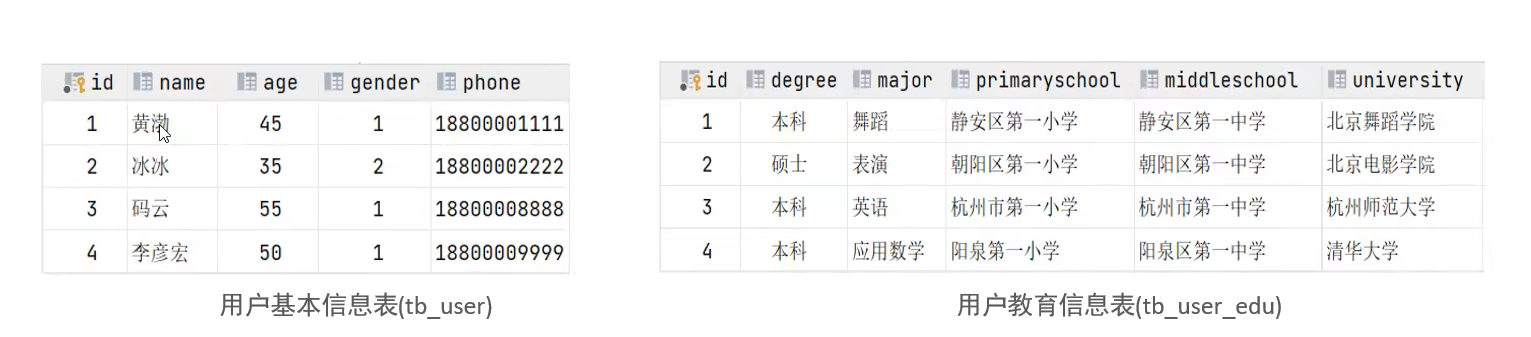 id name age gender phone
1 黄渤 45 1 18800001111
2 冰冰 35 2 18800002222
3 码云 55 1 18800008888
4 李彦宏 50 1 18800009999
用户基本信息表(tb_user)
id degree major primaryschool middleschool university
1 本科 舞蹈 静安区第一小学 静安区第一中学 北京舞蹈学院
2 硕士 表演 朝阳区第一小学 朝阳区第一中学 北京电影学院
3 本科 英语 杭州市第一小学 杭州市第一中学 杭州师范大学
4 本科 应用数学 阳泉第一小学 阳泉区第一中学 清华大学
用户教育信息表(tb_user_edu)